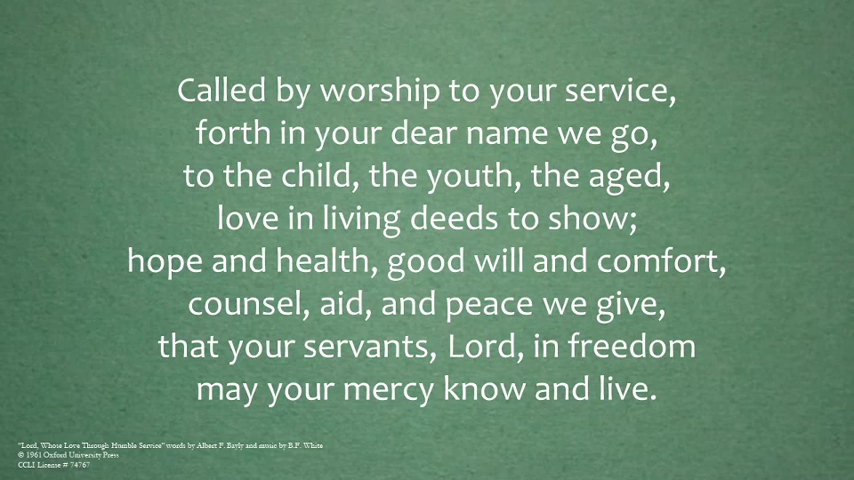 Called by worship to your service,
forth in your dear name we go,
to the child, the youth, the aged,
love in living deeds to show;
hope and health, good will and comfort,
counsel, aid, and peace we give,
that your servants, Lord, in freedom
may your mercy know and live.
"Lord, Whose Love Through Humble Service" words by Albert F. Bayly and music by B.F. White
© 1961 Oxford University Press
CCLI License # 74767